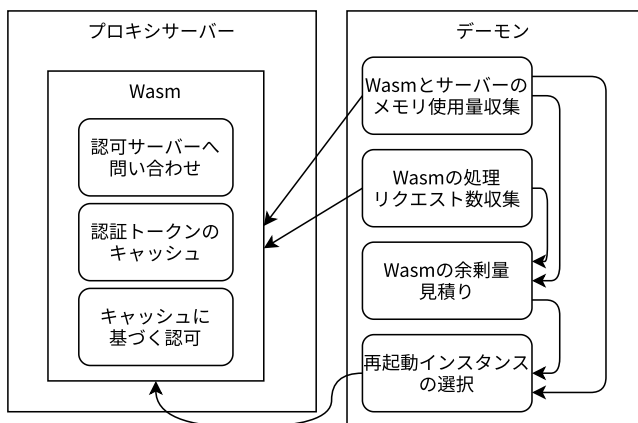 プロキシサーバー
Wasm
認可サーバーへ
問い合わせ
認証トークンの
キャッシュ
キャッシュに
基づく認可
デーモン
Wasmとサーバーの
メモリ使用量収集
Wasmの処理
リクエスト数収集
Wasmの余剰量
見積り
再起動インスタンス
の選択